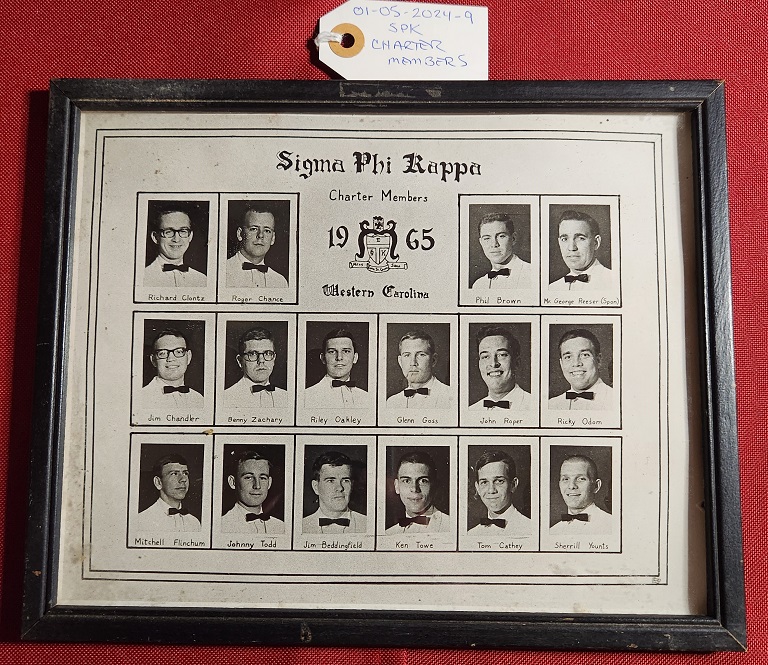 01-05-2024-9
SPK
CHARTER
MEMBERS
Sigma Phi Kappa
Charter Members
1965
Western Carolina
Richard Clontz
Roger Chance
Phil Brown
Mr. George Reeser (Spon)
Jim Chandler
Benny Zachary
Riley Oakley
Glenn Goss
John Roper
Ricky Odom
Mitchell Flinchum
Johnny Todd
Jim Beddingfield
Ken Towe
Tom Cathey
Sherrill Younts